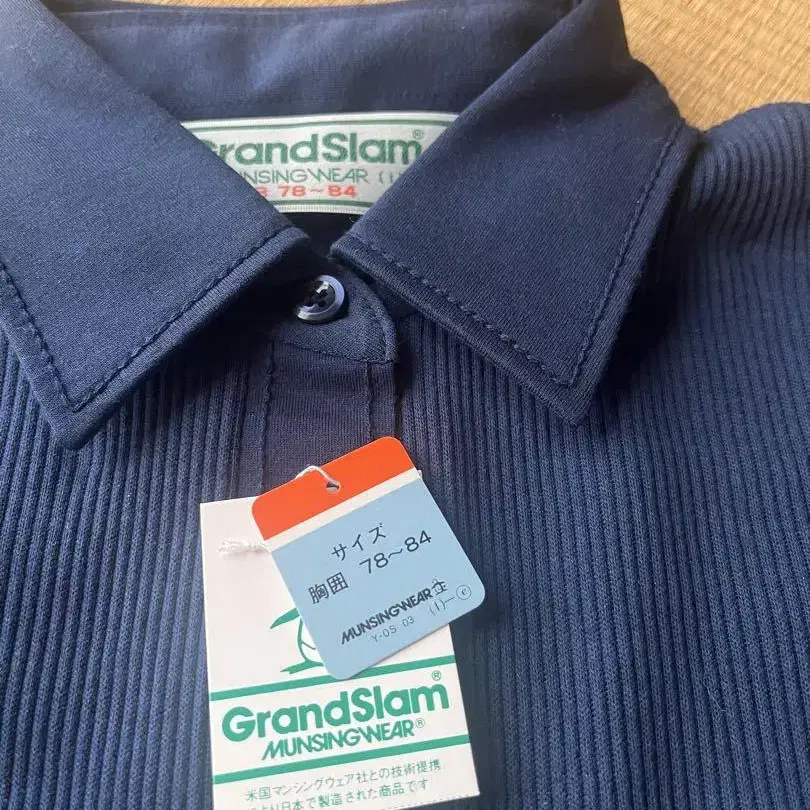 GrandSlam®
MUNSINGWEAR (I)
78~84
サイズ
胸囲 78~84
MUNSINGWEAR
Y-0S 03 (I)-ⓔ
GrandSlam®
MUNSINGWEAR®
米国マンシングウェア社との技術提携
日本で製造された商品です